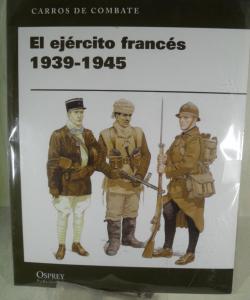 CARROS DE COMBATE
El ejército francés
1939-1945
OSPREY